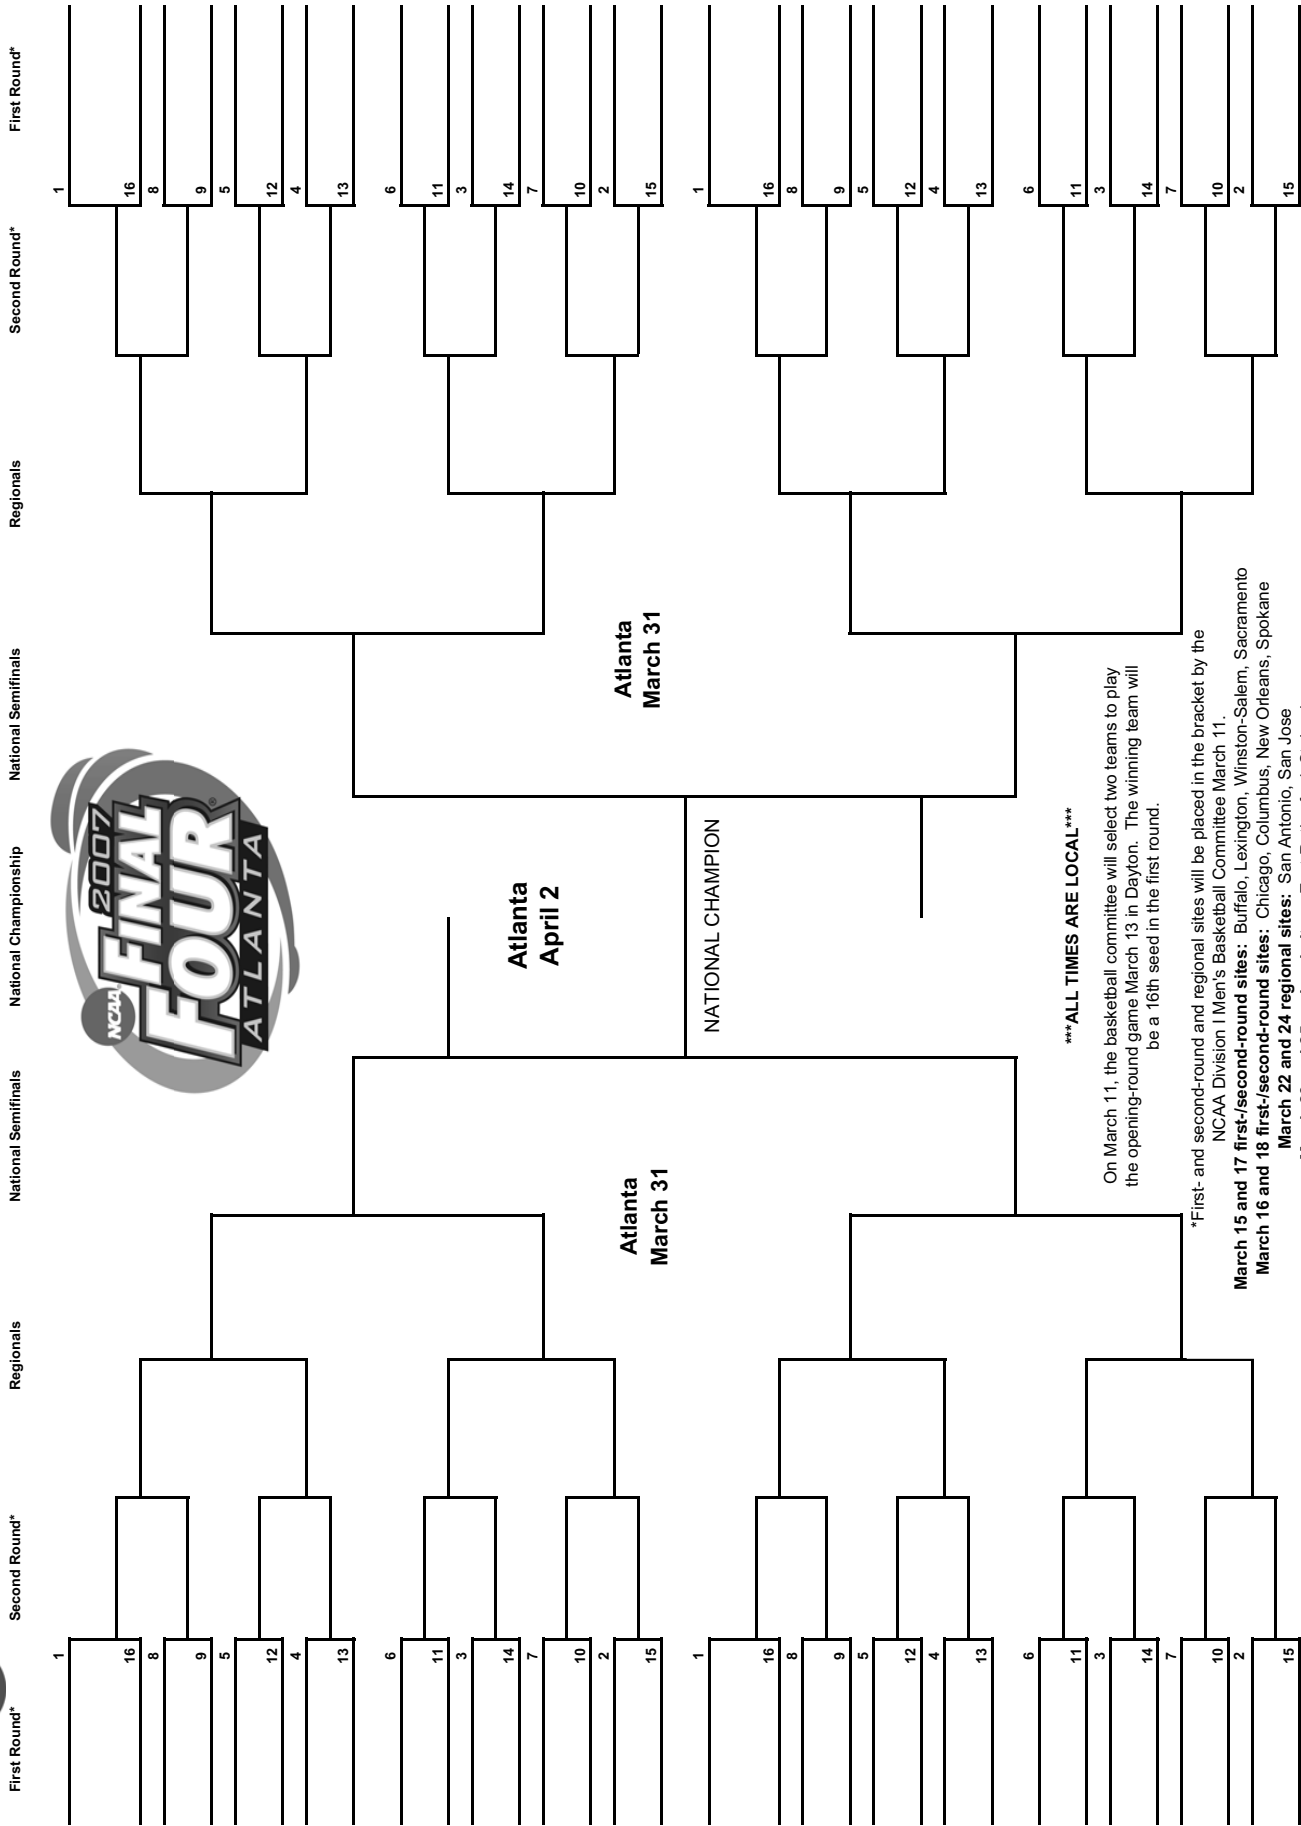 First Round*
Second Round*
Regionals
National Semifinals
National Championship
National Semifinals
Regionals
Second Round*
First Round*
NCAA
2007
FINAL
FOUR®
ATLANTA
1
16
8
9
5
12
4
13
6
11
3
14
7
10
2
15
1
16
8
9
5
12
4
13
6
11
3
14
7
10
2
15
Atlanta
March 31
Atlanta
April 2
NATIONAL CHAMPION
Atlanta
March 31
1
16
8
9
5
12
4
13
6
11
3
14
7
10
2
15
1
16
8
9
5
12
4
13
6
11
3
14
7
10
2
15
***ALL TIMES ARE LOCAL***
On March 11, the basketball committee will select two teams to play
the opening-round game March 13 in Dayton. The winning team will
be a 16th seed in the first round.
*First- and second-round and regional sites will be placed in the bracket by the
NCAA Division I Men's Basketball Committee March 11.
March 15 and 17 first-/second-round sites: Buffalo, Lexington, Winston-Salem, Sacramento
March 16 and 18 first-/second-round sites: Chicago, Columbus, New Orleans, Spokane
March 22 and 24 regional sites: San Antonio, San Jose